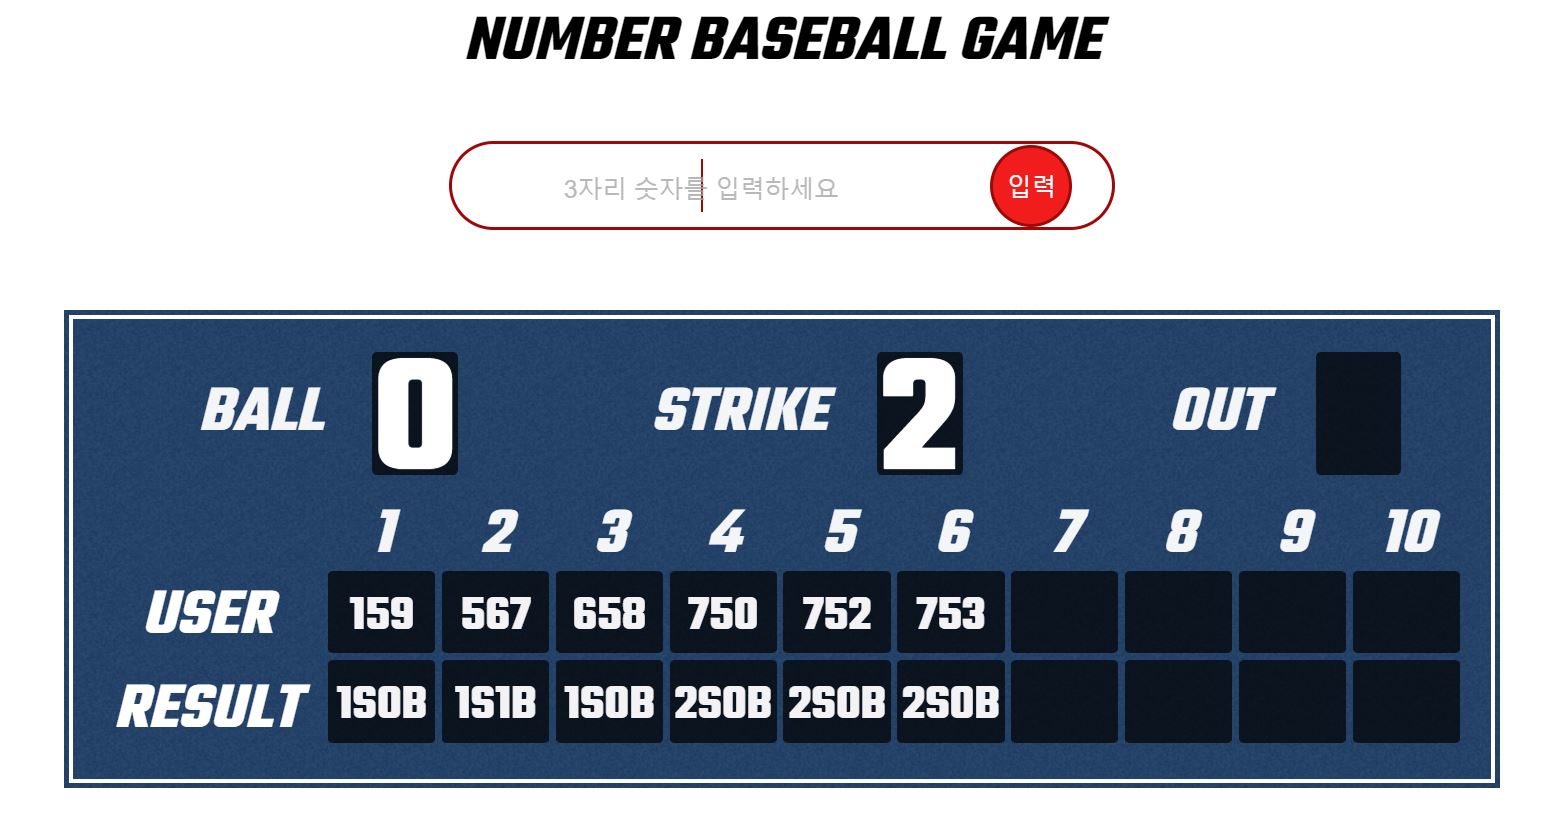 NUMBER BASEBALL GAME
3자리 숫자를 입력하세요 입력
BALL 0 STRIKE 2 OUT
1 2 3 4 5 6 7 8 9 10
USER 159 567 658 750 752 753
RESULT 1S0B 1S1B 1S0B 2S0B 2S0B 2S0B